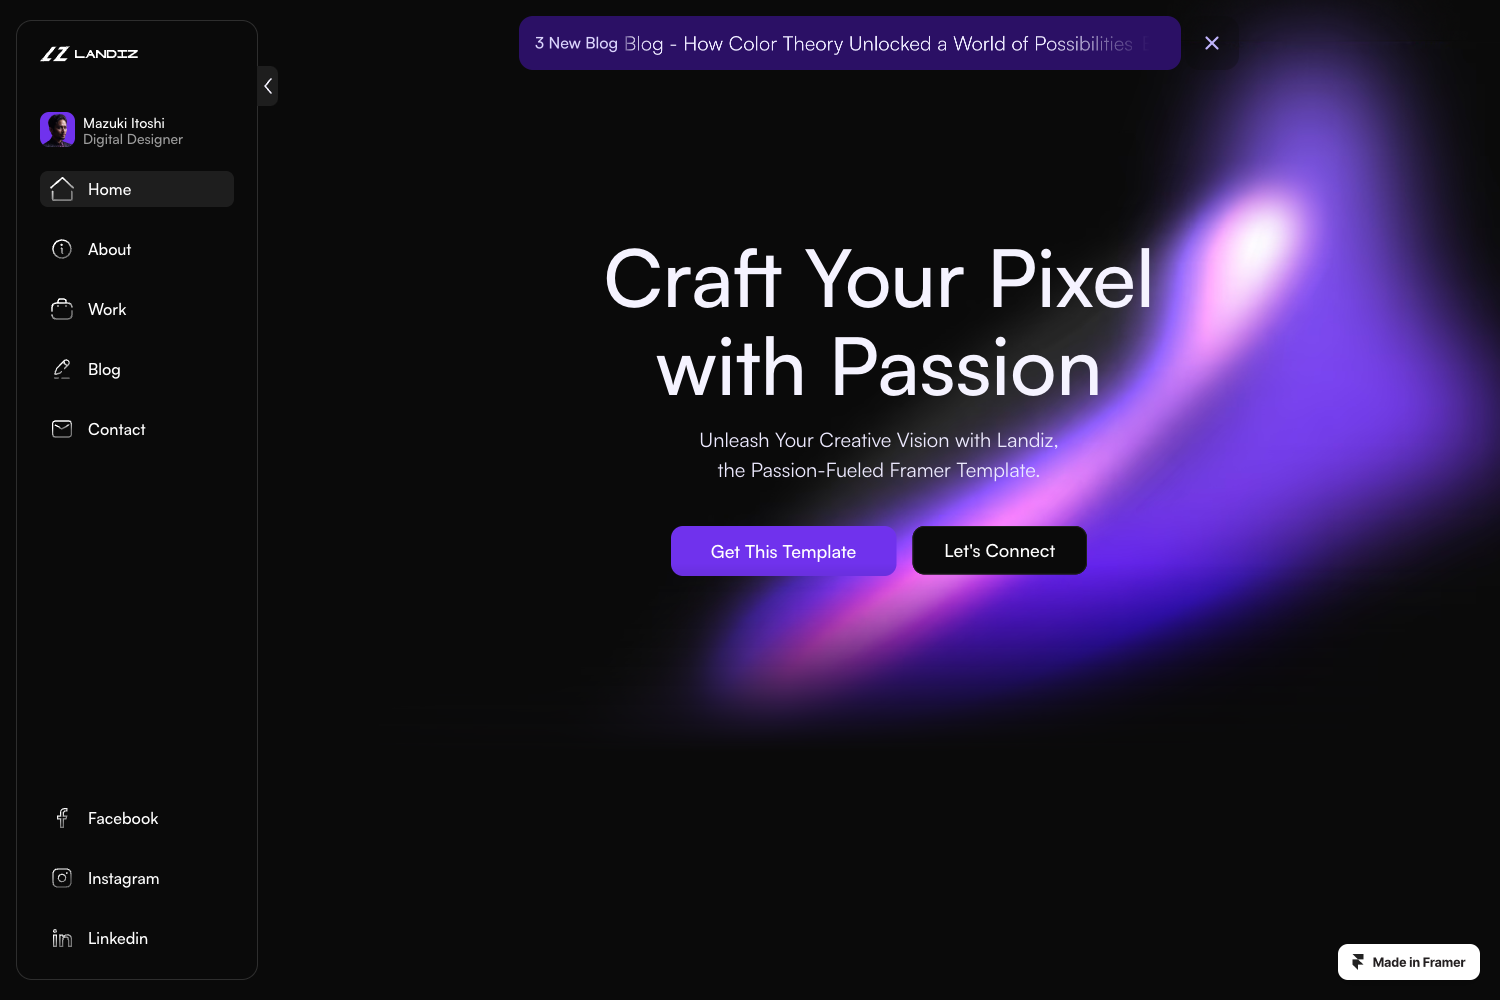 LANDIZ
Mazuki Itoshi
Digital Designer
Home
About
Work
Blog
Contact
Facebook
Instagram
Linkedin
3 New Blog Blog - How Color Theory Unlocked a World of Possibilities
Craft Your Pixel
with Passion
Unleash Your Creative Vision with Landiz,
the Passion-Fueled Framer Template.
Get This Template
Let's Connect
Made in Framer